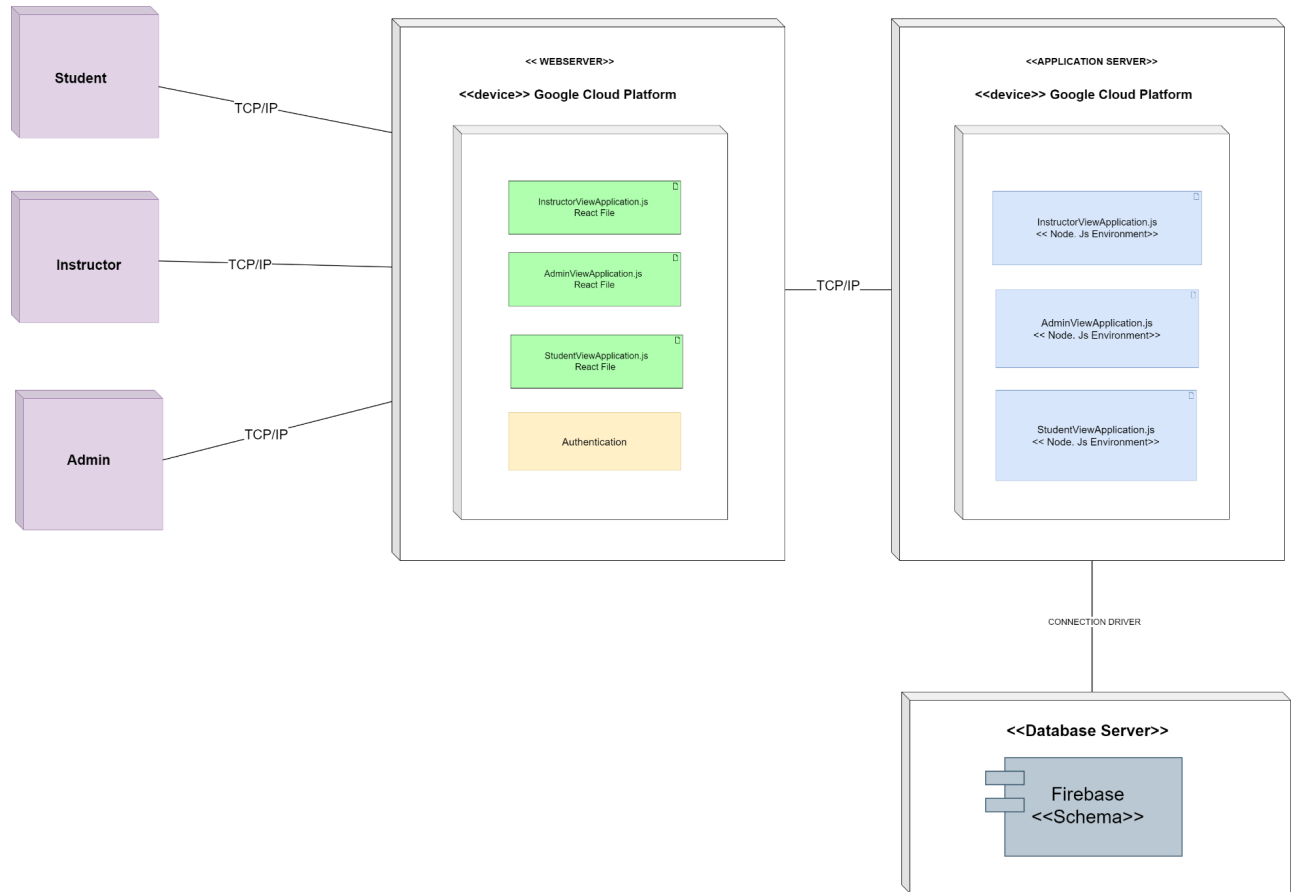 Student
TCP/IP
Instructor
TCP/IP
Admin
TCP/IP
<< WEBSERVER>>
<<device>> Google Cloud Platform
InstructorViewApplication.js
React File
AdminViewApplication.js
React File
StudentViewApplication.js
React File
Authentication
TCP/IP
<<APPLICATION SERVER>>
<<device>> Google Cloud Platform
InstructorViewApplication.js
<< Node. Js Environment>>
AdminViewApplication.js
<< Node. Js Environment>>
StudentViewApplication.js
<< Node. Js Environment>>
CONNECTION DRIVER
<<Database Server>>
Firebase
<<Schema>>